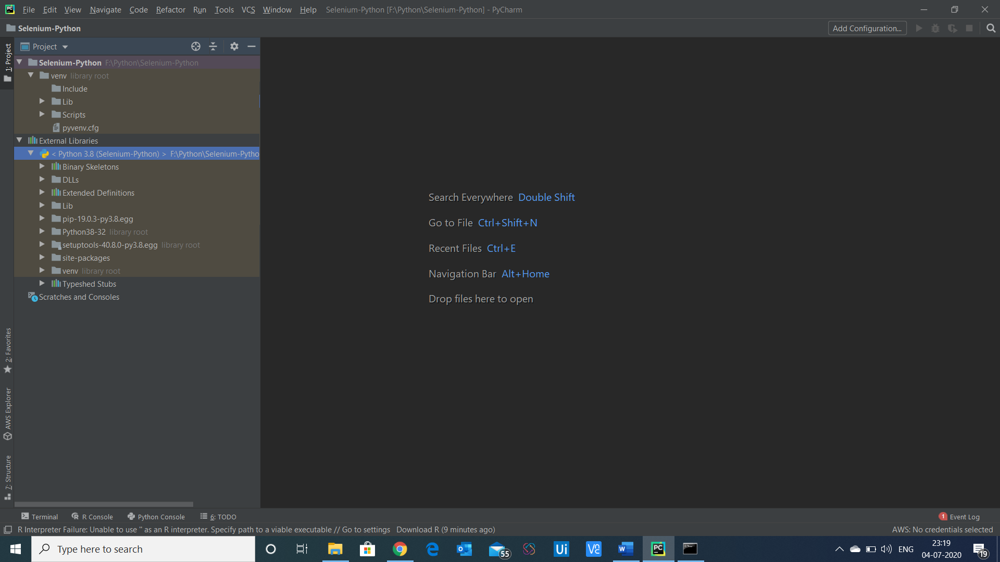 File Edit View Navigate Code Refactor Run Tools VCS Window Help Selenium-Python [F:\Python\Selenium-Python] - PyCharm
Selenium-Python Add Configuration...
1: Project
Project
Selenium-Python F:\Python\Selenium-Python
venv library root
Include
Lib
Scripts
pyvenv.cfg
External Libraries
< Python 3.8 (Selenium-Python) > F:\Python\Selenium-Pytho
Binary Skeletons
DLLs
Extended Definitions
Lib
pip-19.0.3-py3.8.egg
Python38-32 library root
setuptools-40.8.0-py3.8.egg library root
site-packages
venv library root
Typeshed Stubs
Scratches and Consoles
Search Everywhere Double Shift
Go to File Ctrl+Shift+N
Recent Files Ctrl+E
Navigation Bar Alt+Home
Drop files here to open
2: Favorites
AWS Explorer
7: Structure
Terminal R Console Python Console 6: TODO 1 Event Log
R Interpreter Failure: Unable to use '' as an R interpreter. Specify path to a viable executable // Go to settings Download R (9 minutes ago) AWS: No credentials selected
Type here to search 55 Ui PC ENG 23:19
04-07-2020 19